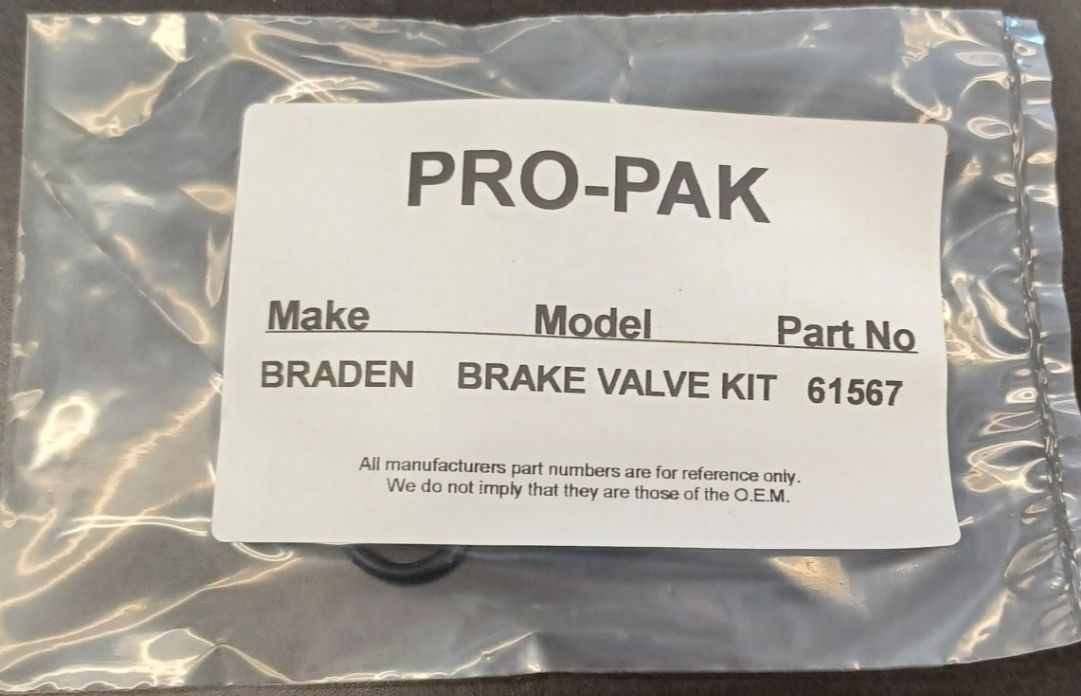 PRO-PAK
Make Model Part No
BRADEN BRAKE VALVE KIT 61567
All manufacturers part numbers are for reference only.
We do not imply that they are those of the O.E.M.